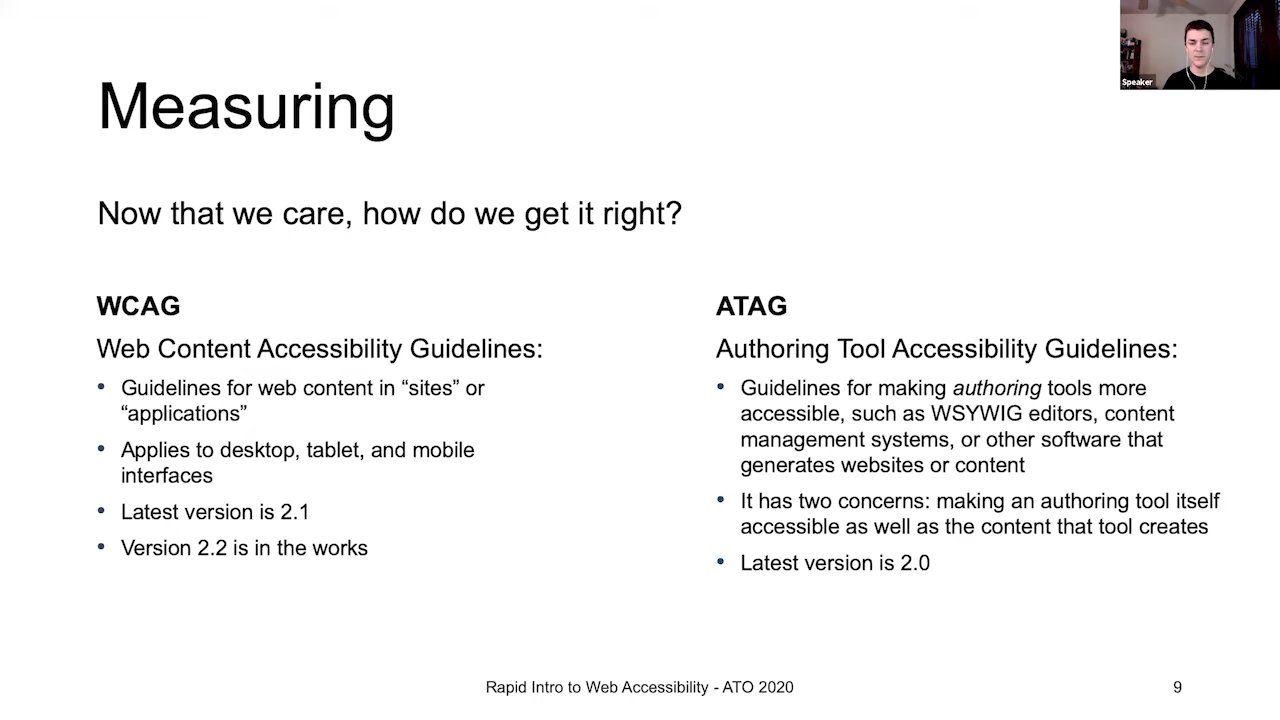 Speaker
Measuring
Now that we care, how do we get it right?
WCAG
Web Content Accessibility Guidelines:
• Guidelines for web content in “sites” or
“applications”
• Applies to desktop, tablet, and mobile
interfaces
• Latest version is 2.1
• Version 2.2 is in the works
ATAG
Authoring Tool Accessibility Guidelines:
• Guidelines for making authoring tools more
accessible, such as WSYWIG editors, content
management systems, or other software that
generates websites or content
• It has two concerns: making an authoring tool itself
accessible as well as the content that tool creates
• Latest version is 2.0
Rapid Intro to Web Accessibility - ATO 2020
9